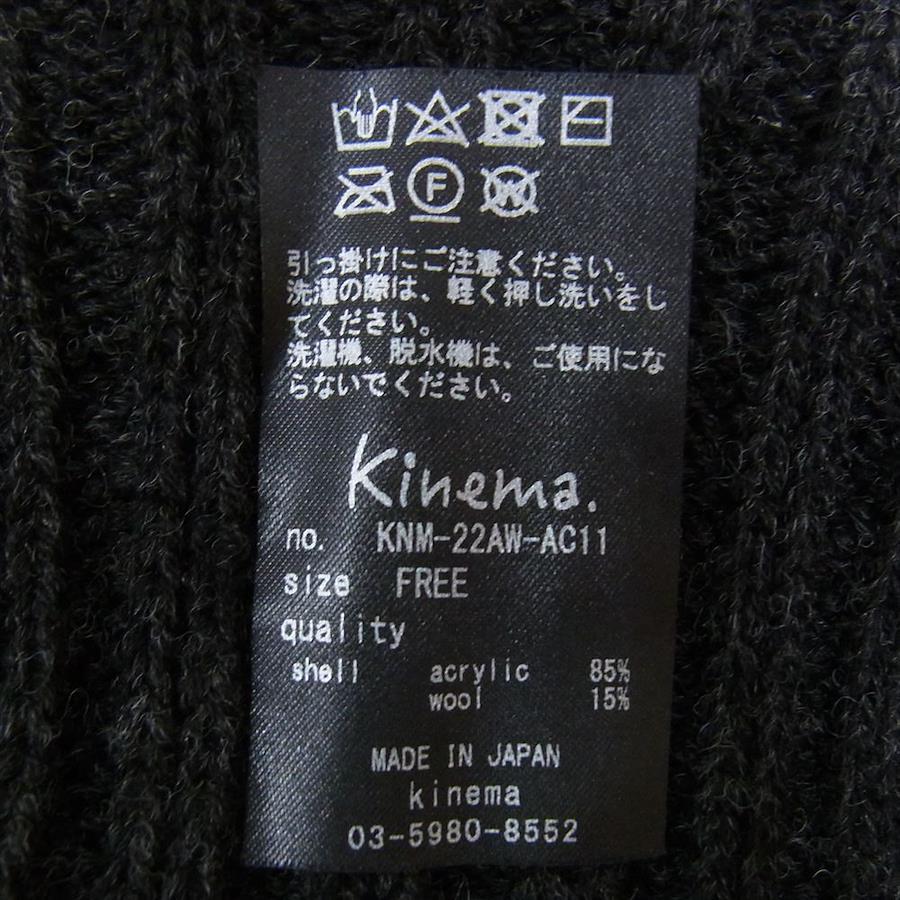 F W
引っ掛けにご注意ください。
洗濯の際は、軽く押し洗いをし
てください。
洗濯機、脱水機は、ご使用にな
らないでください。
Kinema.
no. KNM-22AW-AC11
size FREE
quality
shell acrylic 85%
wool 15%
MADE IN JAPAN
kinema
03-5980-8552